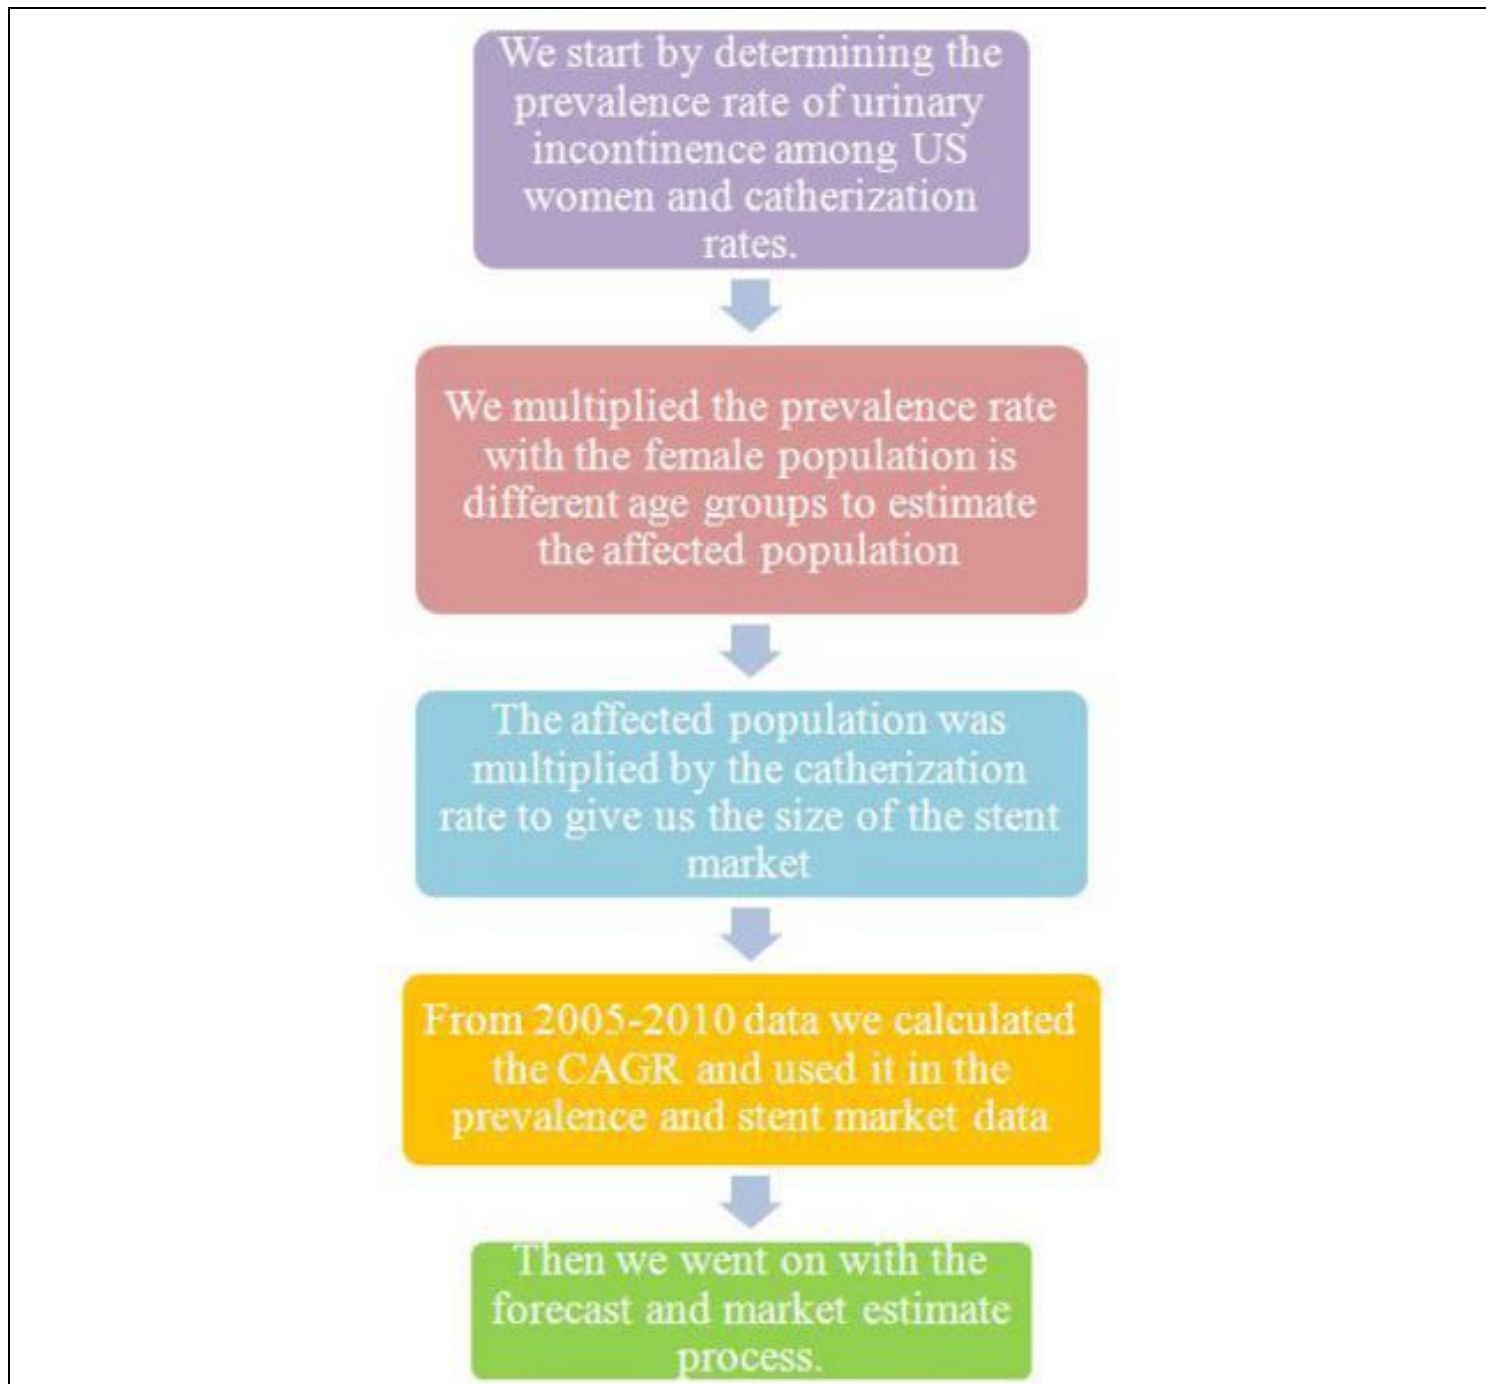 We start by determining the
prevalence rate of urinary
incontinence among US
women and catherization
rates.
We multiplied the prevalence rate
with the female population is
different age groups to estimate
the affected population
The affected population was
multiplied by the catherization
rate to give us the size of the stent
market
From 2005-2010 data we calculated
the CAGR and used it in the
prevalence and stent market data
Then we went on with the
forecast and market estimate
process.